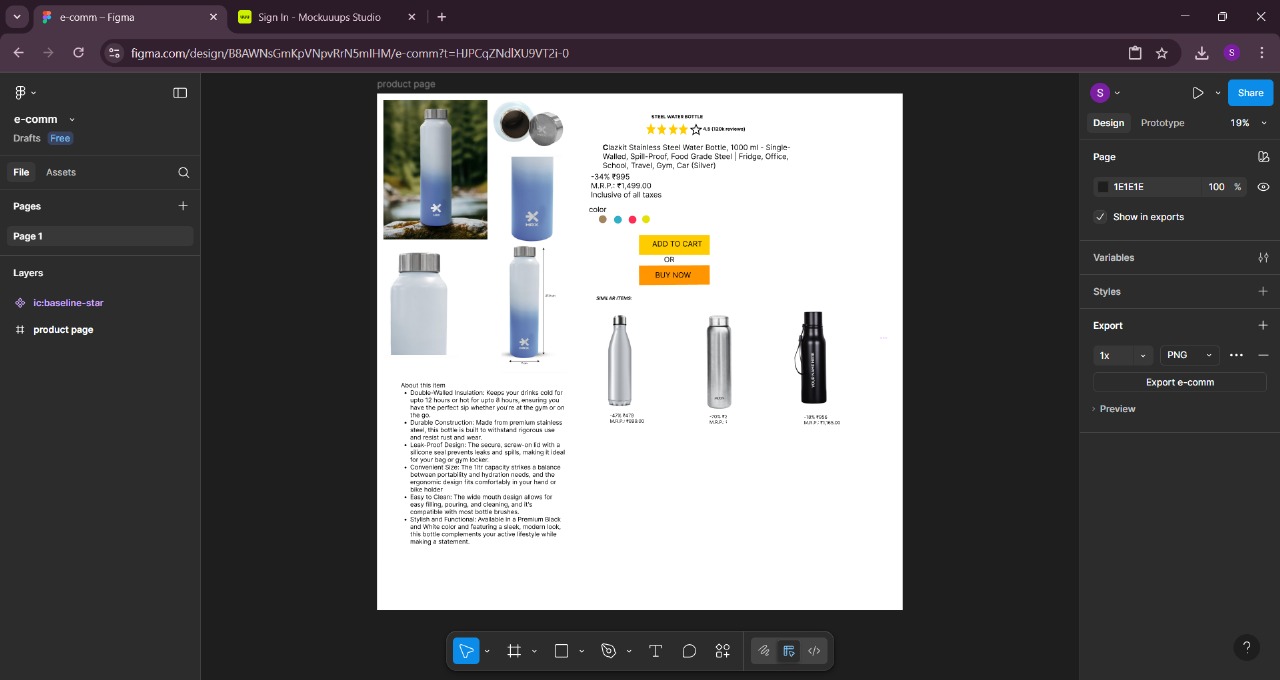 e-comm – Figma
Sign In - Mockuuups Studio
figma.com/design/B8AWNsGmKpVNpvRrN5mIHM/e-comm?t=HJPCqZNdlXU9VT2i-0
S
e-comm
Drafts Free
File Assets
Pages
Page 1
Layers
ic:baseline-star
product page
product page
STEEL WATER BOTTLE
4.5 (12.0k reviews)
Clazkit Stainless Steel Water Bottle, 1000 ml - Single-
Walled, Spill-Proof, Food Grade Steel | Fridge, Office,
School, Travel, Gym, Car (Silver)
-34% ₹995
M.R.P.: ₹1,499.00
Inclusive of all taxes
color
ADD TO CART
OR
BUY NOW
SIMILAR ITEMS:
-47% ₹479
M.R.P.: ₹899.00
M.R.P.: ?
M.R.P.: ₹1,165.00
About this item
• Double-Walled Insulation: Keeps your drinks cold for
upto 12 hours or hot for upto 8 hours, ensuring you
have the perfect sip whether you're at the gym or on
the go.
• Durable Construction: Made from premium stainless
steel, this bottle is built to withstand rigorous use
and resist rust and wear.
• Leak-Proof Design: The secure, screw-on lid with a
silicone seal prevents leaks and spills, making it ideal
for your bag or gym locker.
• Convenient Size: The 1ltr capacity strikes a balance
between portability and hydration needs, and the
ergonomic design fits comfortably in your hand or
bike holder
• Easy to Clean: The wide mouth design allows for
easy filling, pouring, and cleaning, and it's
compatible with most bottle brushes.
• Stylish and Functional: Available in a Premium Black
and White color and featuring a sleek, modern look,
this bottle complements your active lifestyle while
making a statement.
S
Share
Design Prototype 19%
Page
1E1E1E 100 %
Show in exports
Variables
Styles
Export
1x PNG
Export e-comm
Preview
?